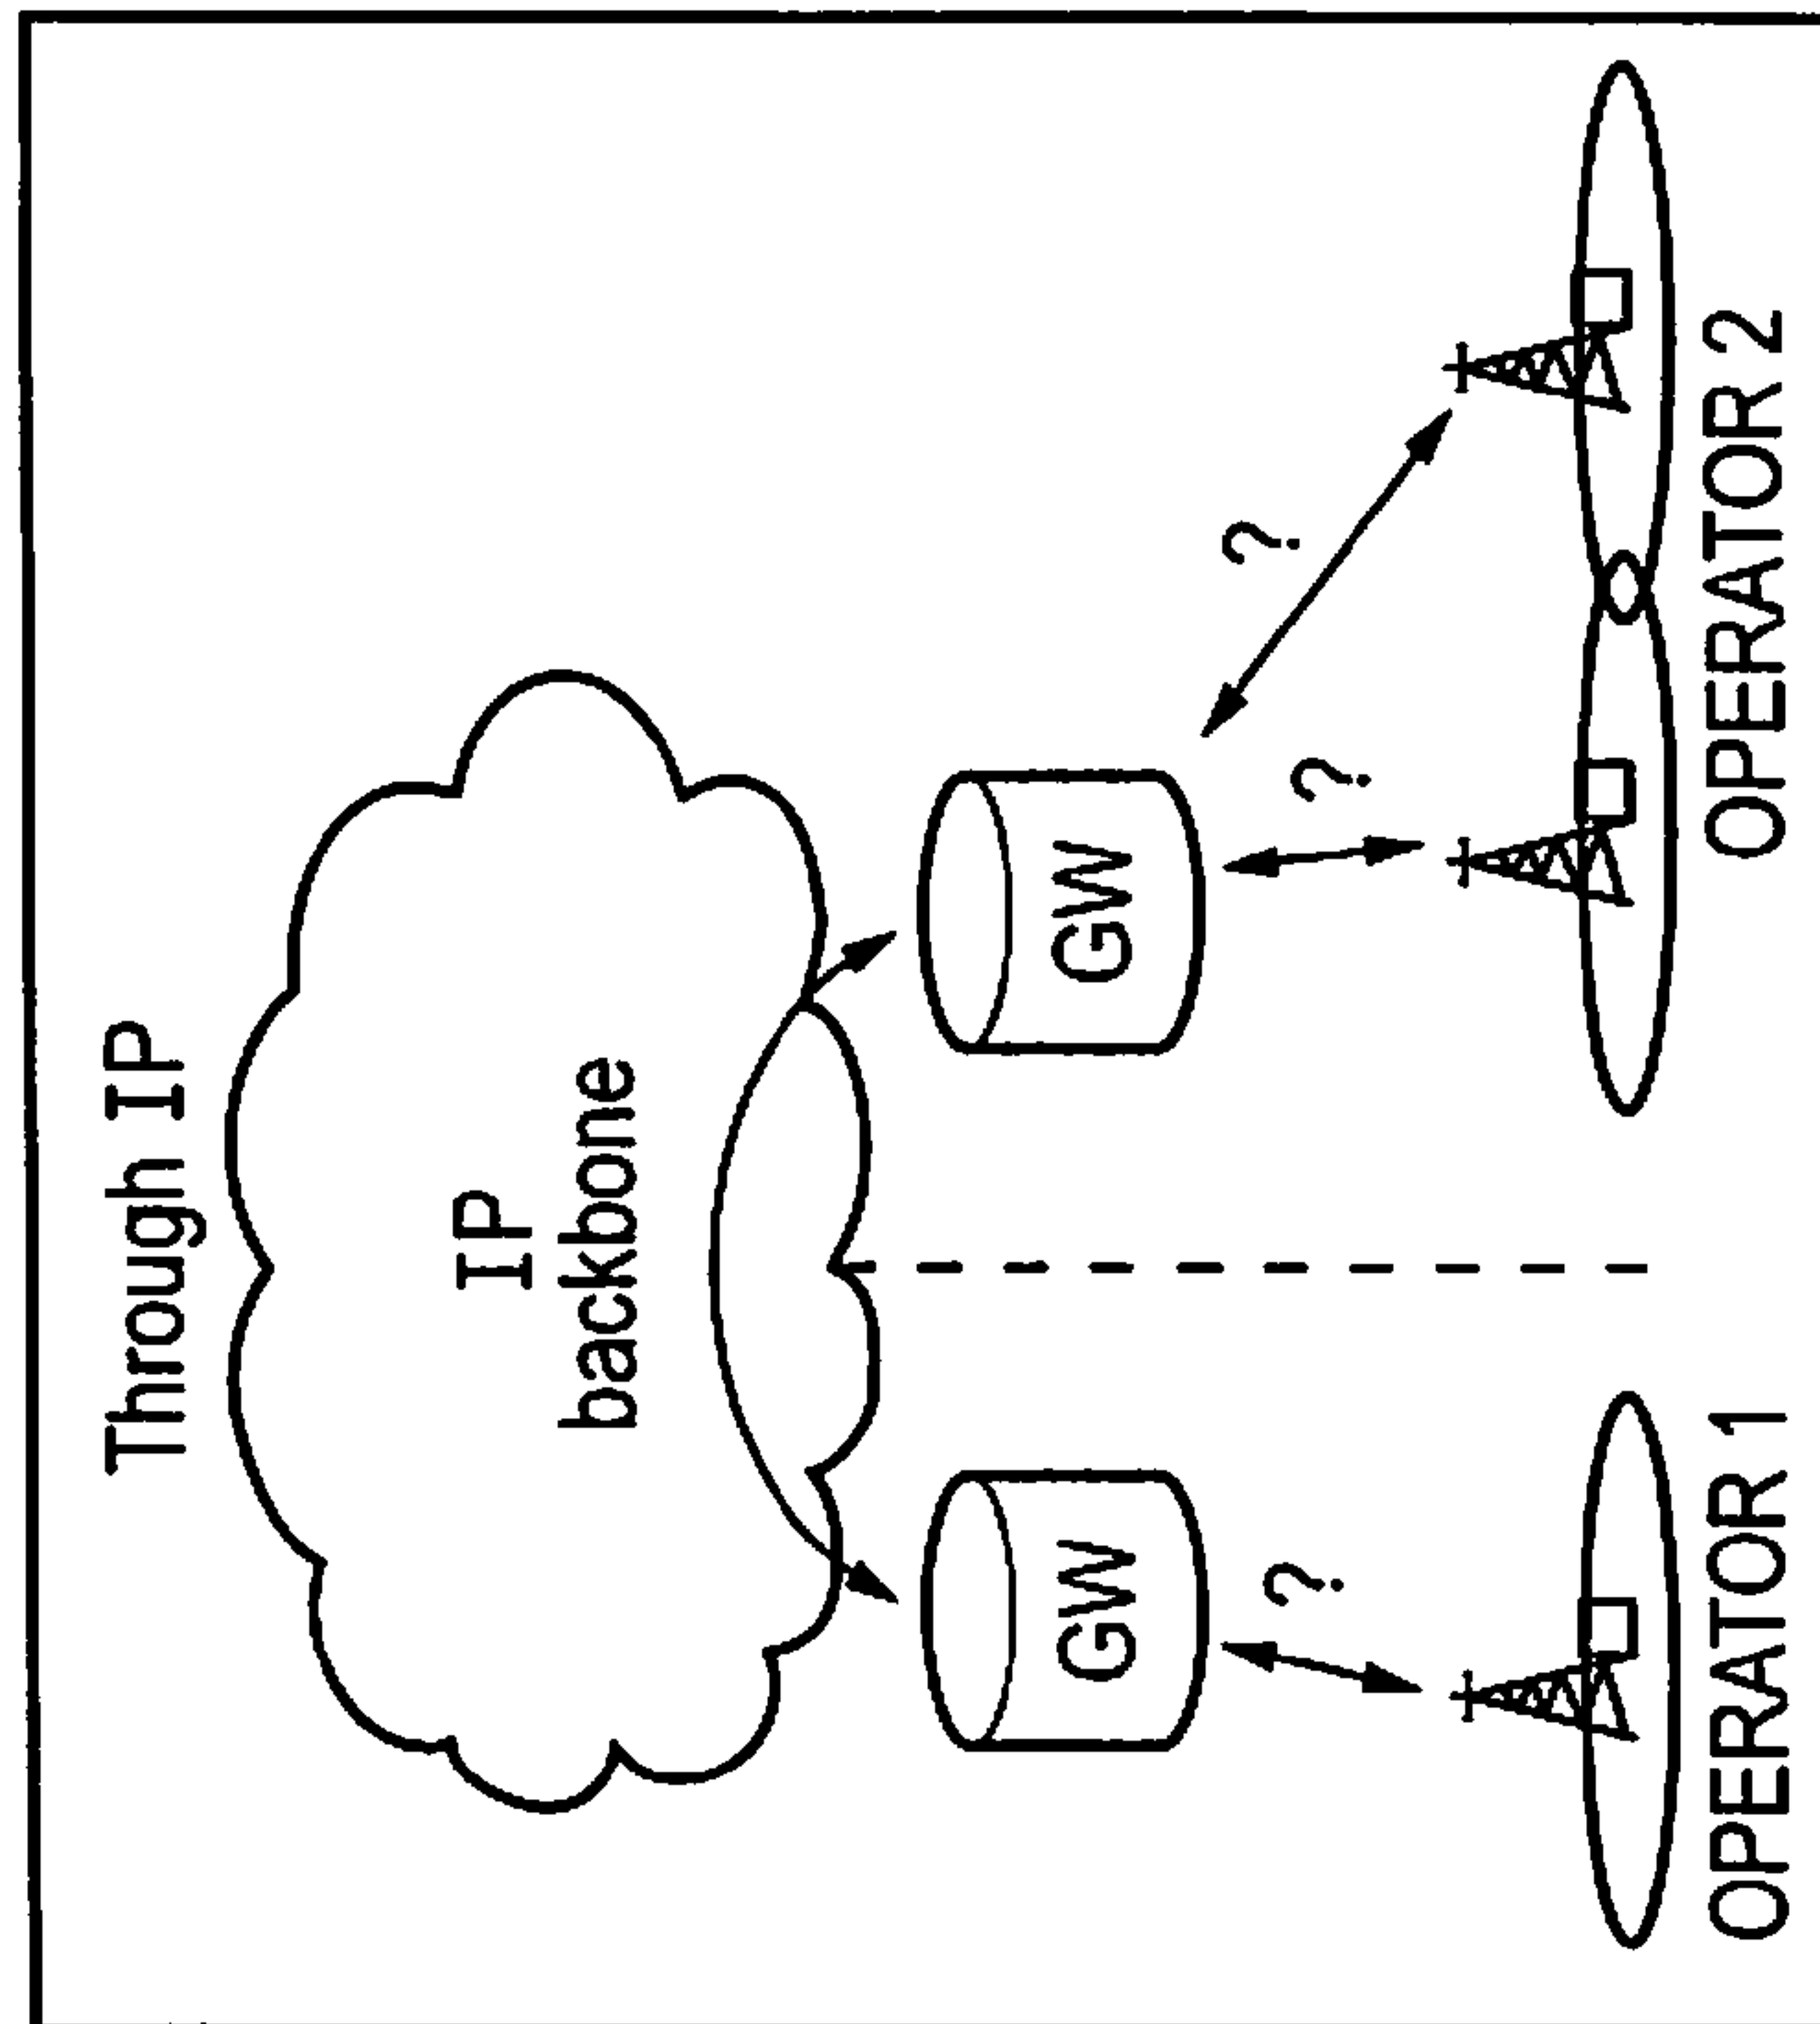 Through IP
IP
backbone
GW
GW
?
?
?
OPERATOR 1
OPERATOR 2